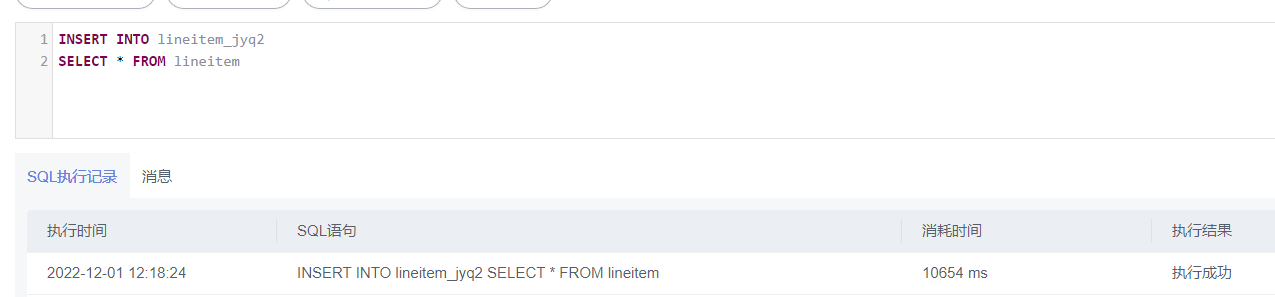 1 INSERT INTO lineitem_jyq2
2 SELECT * FROM lineitem
SQL执行记录 消息
执行时间 SQL语句 消耗时间 执行结果
2022-12-01 12:18:24 INSERT INTO lineitem_jyq2 SELECT * FROM lineitem 10654 ms 执行成功